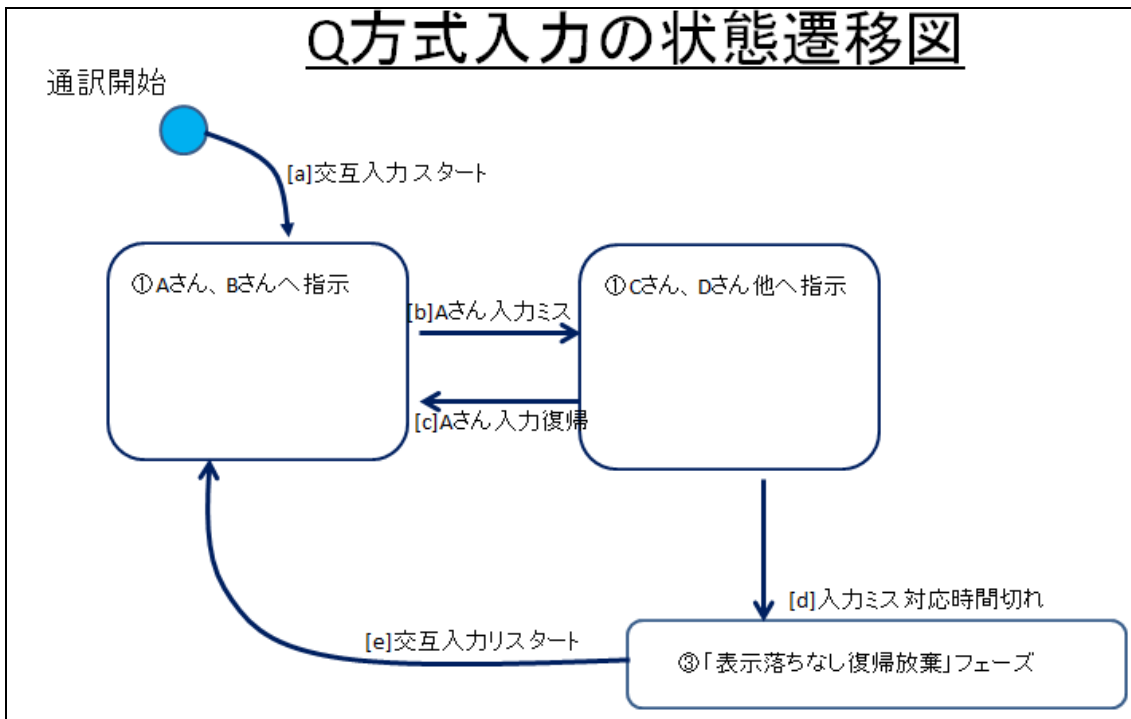 Q方式入力の状態遷移図
通訳開始
[a]交互入力スタート
①Aさん、Bさんへ指示
①Cさん、Dさん他へ指示
[b]Aさん入力ミス
[c]Aさん入力復帰
[d]入力ミス対応時間切れ
[e]交互入力リスタート
③「表示落ちなし復帰放棄」フェーズ